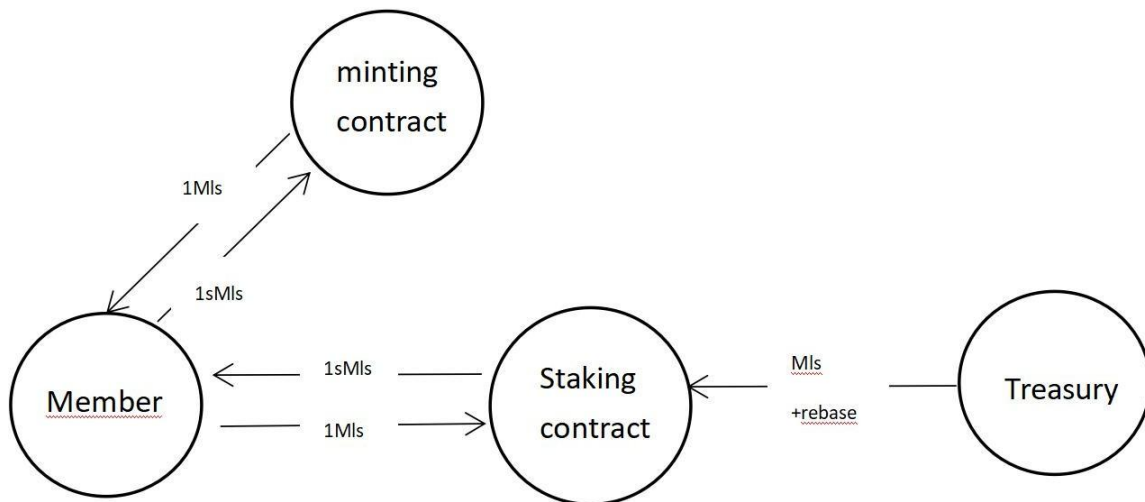 minting
contract
1Mls
1sMls
Member
1sMls
1Mls
Staking
contract
Mls
+rebase
Treasury